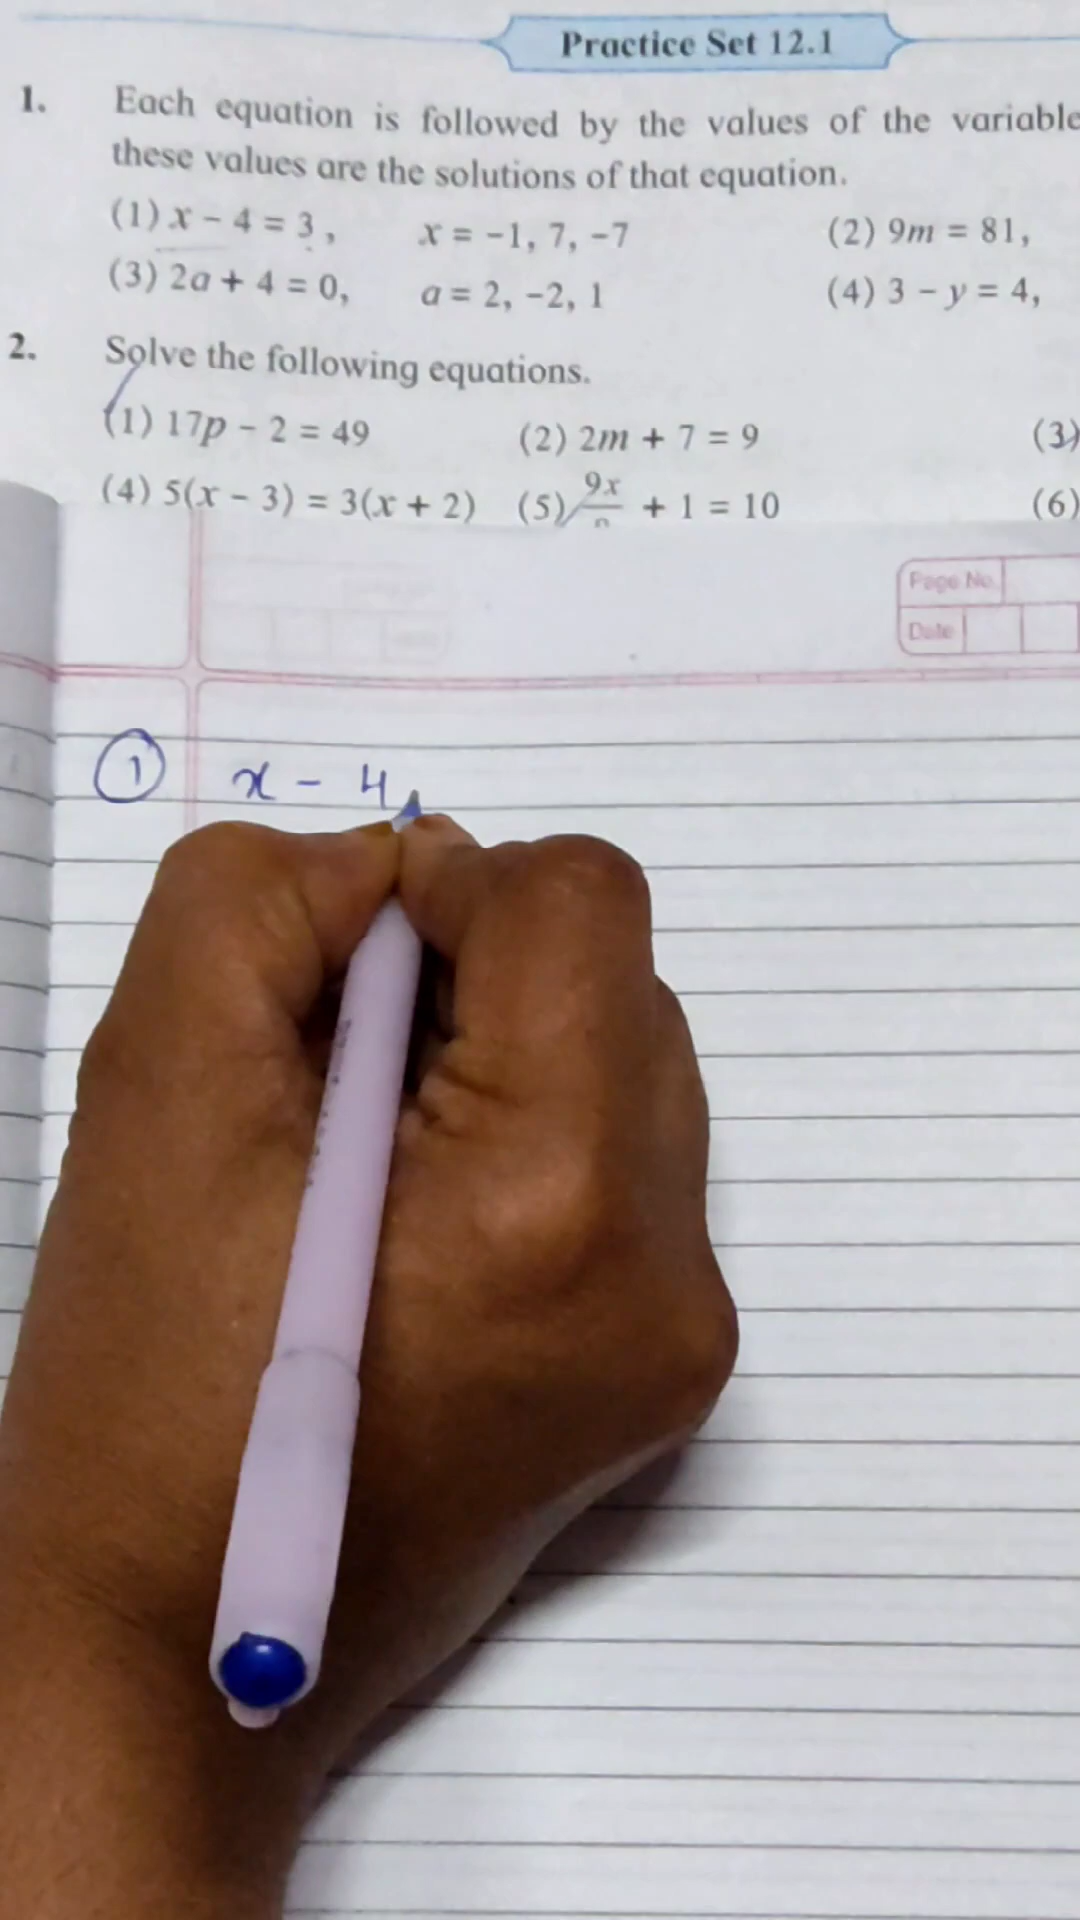 Practice Set 12.1
1. Each equation is followed by the values of the variable
these values are the solutions of that equation.
(1) x − 4 = 3, x = −1, 7, −7 (2) 9m = 81,
(3) 2a + 4 = 0, a = 2, −2, 1 (4) 3 − y = 4,
2. Solve the following equations.
(1) 17p − 2 = 49 (2) 2m + 7 = 9 (3)
(4) 5(x − 3) = 3(x + 2) (5) 9x + 1 = 10 (6)
Page No.
Date
1 x - 4